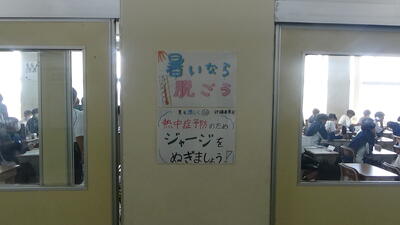 暑いなら
脱ごう
熱中症予防のため
ジャージを
ぬぎましょう!